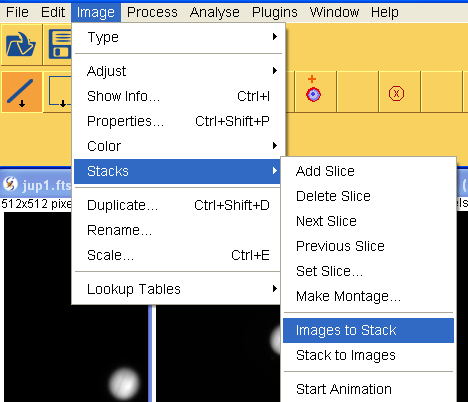 File Edit Image Process Analyse Plugins Window Help
Type
Adjust
Show Info... Ctrl+I
Properties... Ctrl+Shift+P
Color
Stacks
Duplicate... Ctrl+Shift+D
Rename...
Scale... Ctrl+E
Lookup Tables
Add Slice
Delete Slice
Next Slice
Previous Slice
Set Slice...
Make Montage...
Images to Stack
Stack to Images
Start Animation
jup1.fts
512x512 pixe